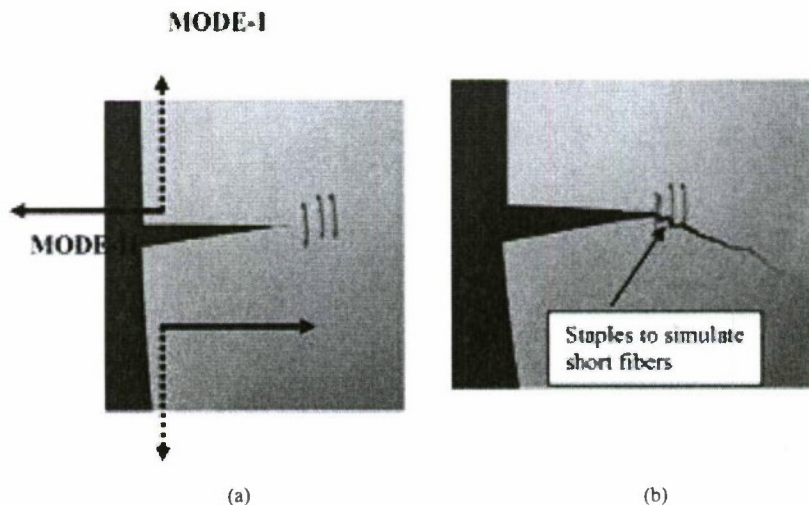 MODE-I
MODE-II
Staples to simulate
short fibers
(a)
(b)